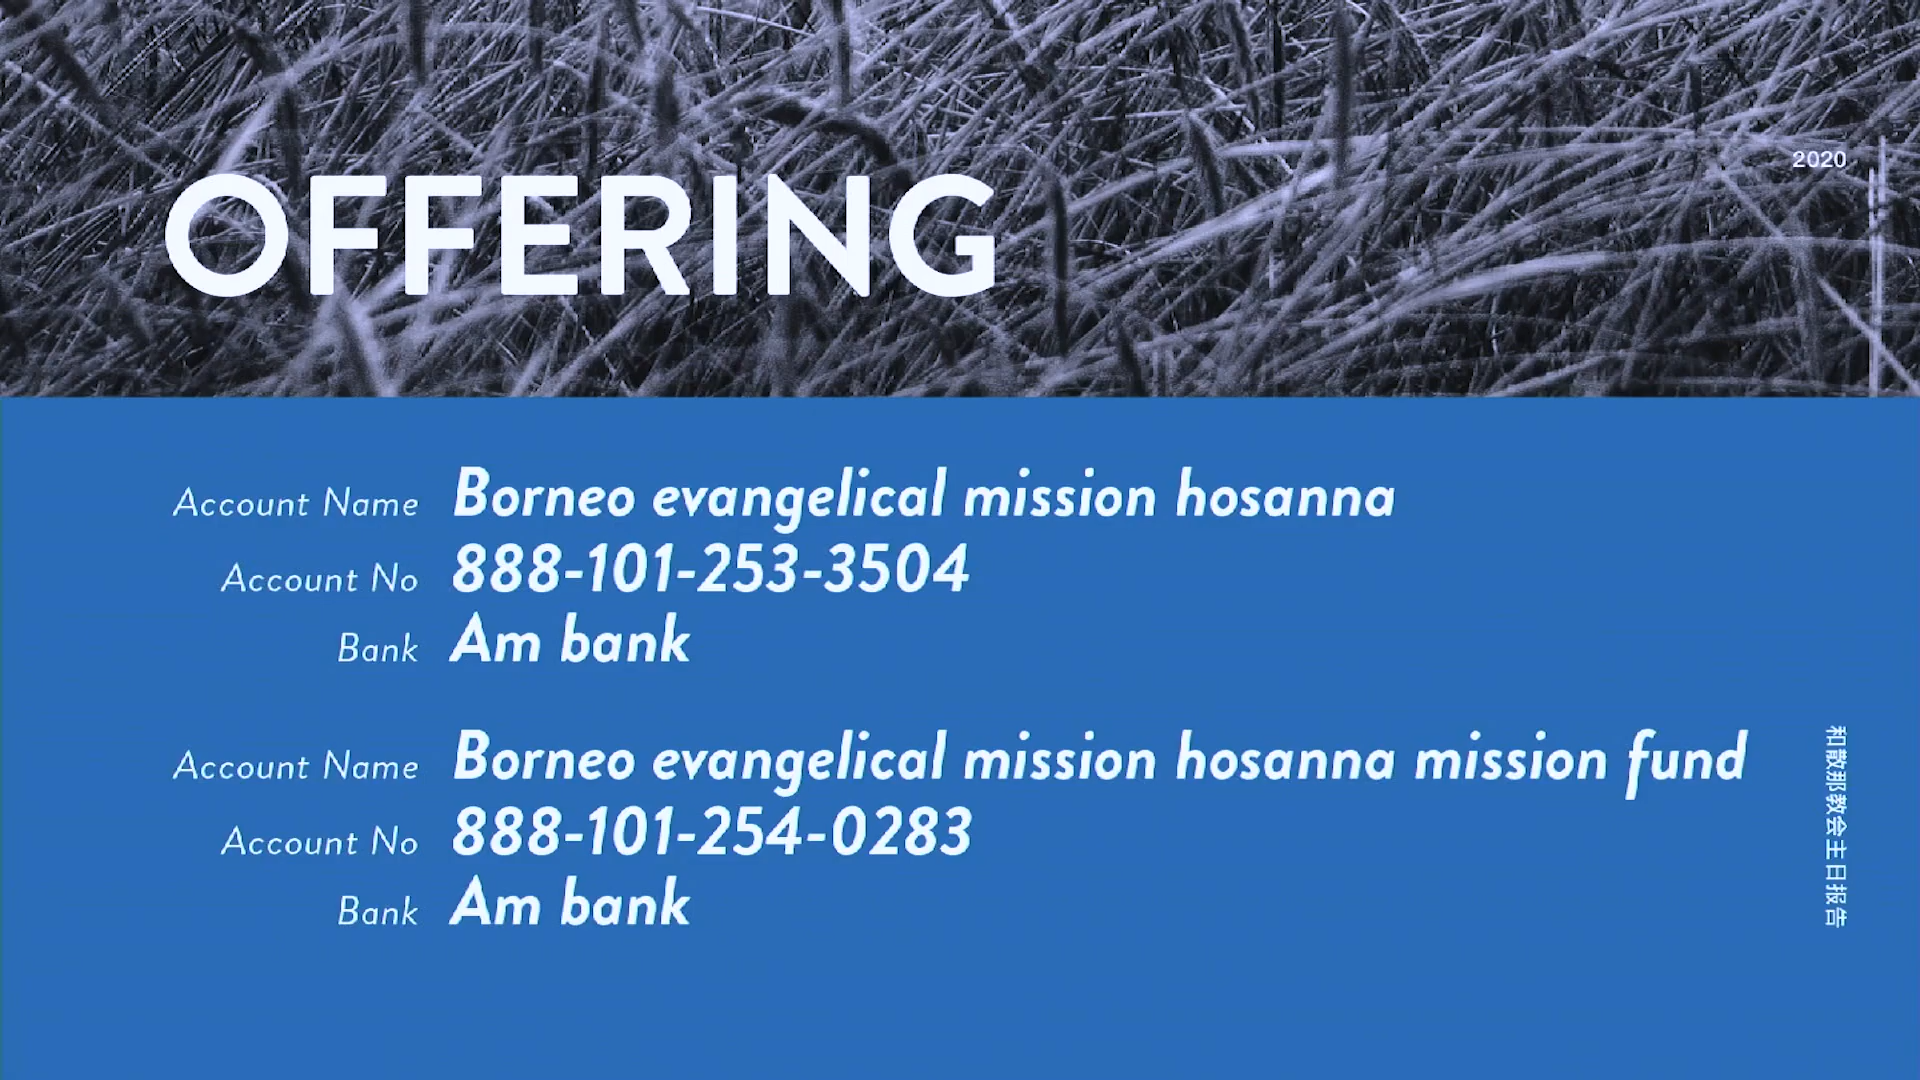 2020
OFFERING
Account Name Borneo evangelical mission hosanna
Account No 888-101-253-3504
Bank Am bank
Account Name Borneo evangelical mission hosanna mission fund
Account No 888-101-254-0283
Bank Am bank
和散那教会主日报告